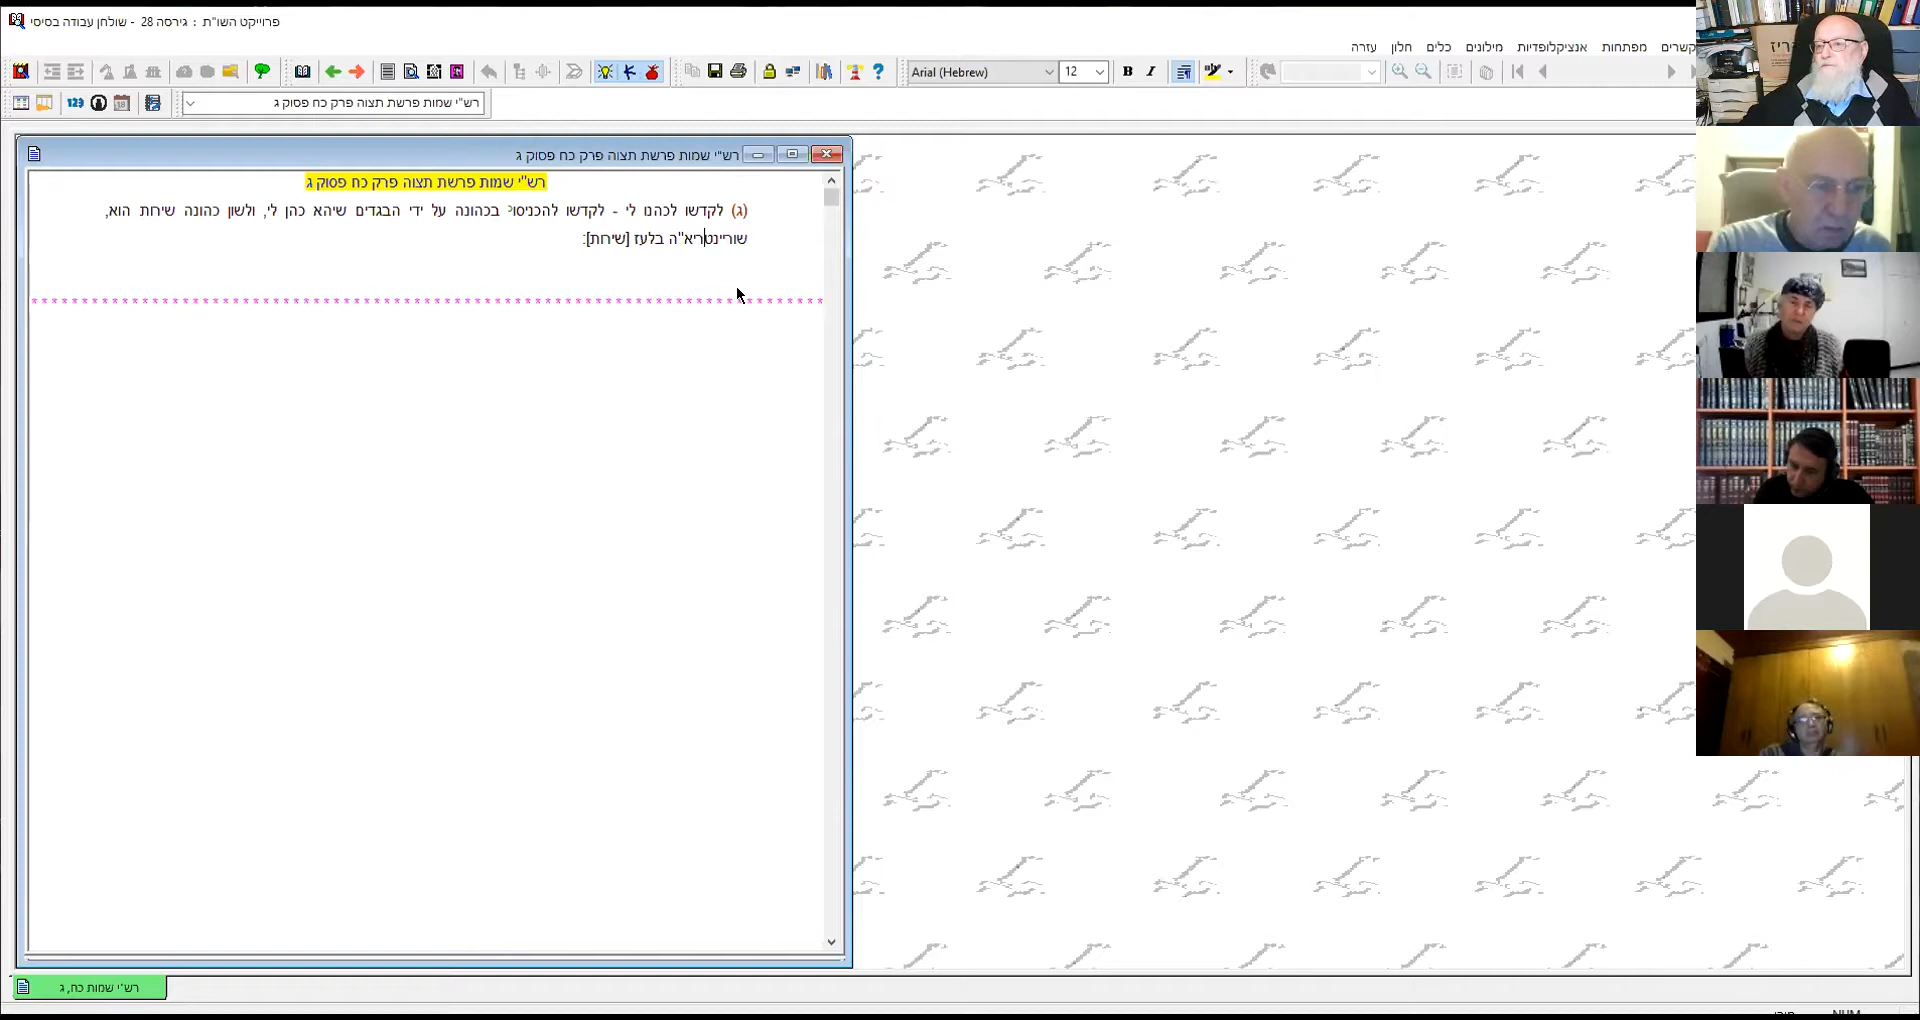 פרוייקט השו"ת : גירסה 28 - שולחן עבודה בסיסי
קשרים מפתחות אנציקלופדיות מילונים כלים חלון עזרה
Arial (Hebrew) 12 B I
123 רש"י שמות פרשת תצוה פרק כח פסוק ג
רש"י שמות פרשת תצוה פרק כח פסוק ג
רש"י שמות פרשת תצוה פרק כח פסוק ג
(ג) לקדשו לכהנו לי - לקדשו להכניסו בכהונה על ידי הבגדים שיהא כהן לי, ולשון כהונה שירות הוא,
שוריינטריא"ה בלעז [שירות]:
רש"י שמות כח, ג